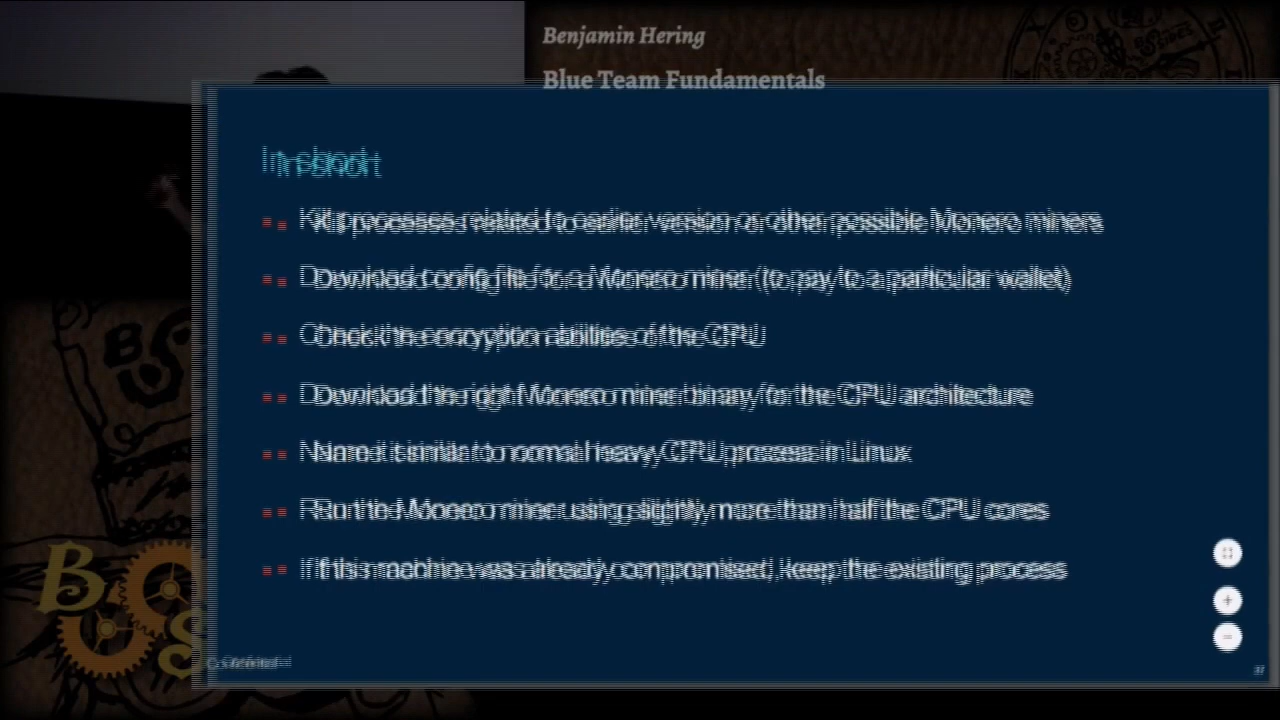 Benjamin Hering
Blue Team Fundamentals
In short
Kill processes related to earlier version or other possible Monero miners
Download config file for a Monero miner (to pay to a particular wallet)
Check the encryption abilities of the CPU
Download the right Monero miner binary for the CPU architecture
Name it similar to normal heavy CPU process in Linux
Run the Monero miner using slightly more than half the CPU cores
If this machine was already compromised, keep the existing process
B
S